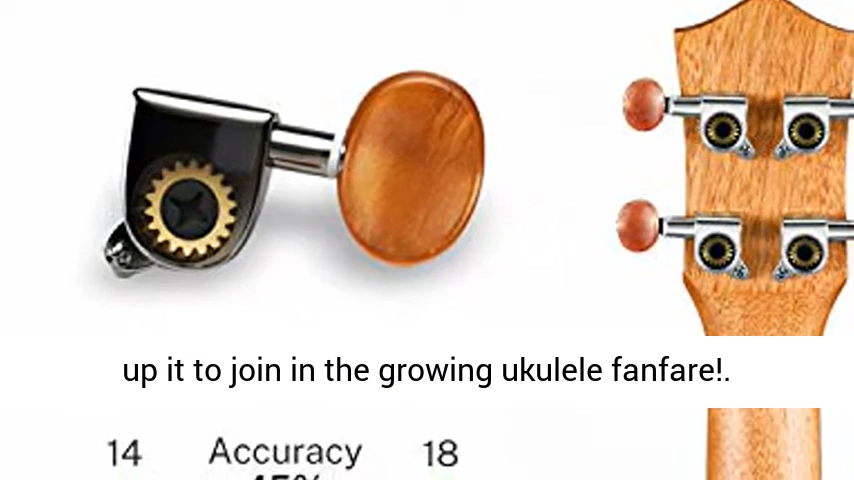 up it to join in the growing ukulele fanfare!.
14 Accuracy 18